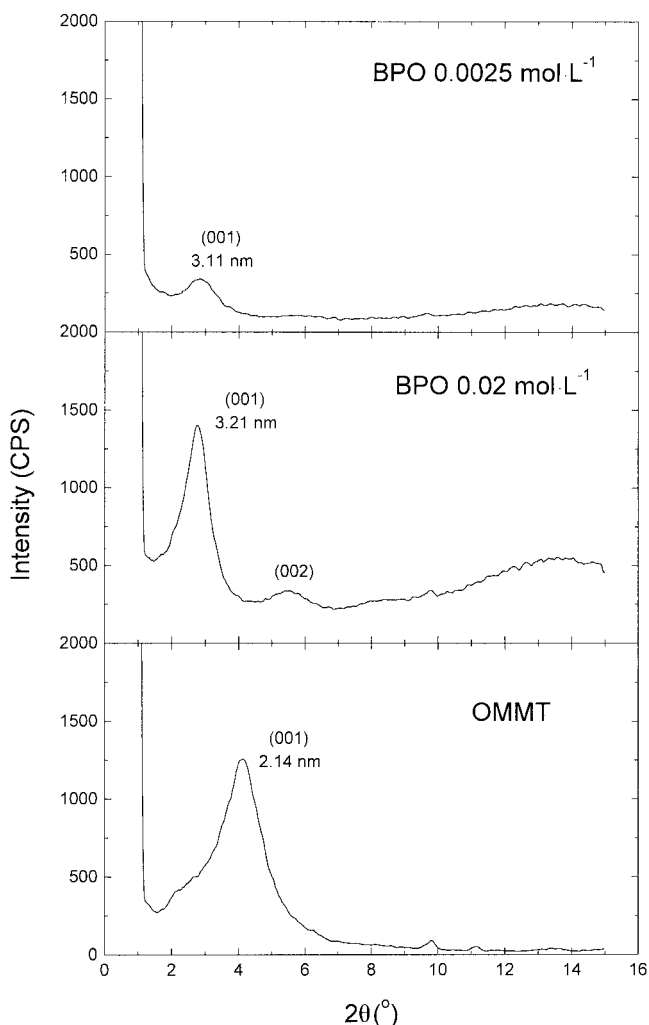 2000
BPO 0.0025 mol·L⁻¹
1500
1000
(001)
500
3.11 nm
2000
BPO 0.02 mol·L⁻¹
1500
(001)
3.21 nm
1000
500
(002)
2000
OMMT
1500
(001)
2.14 nm
1000
500
0
0 2 4 6 8 10 12 14 16
2θ(°)
Intensity (CPS)